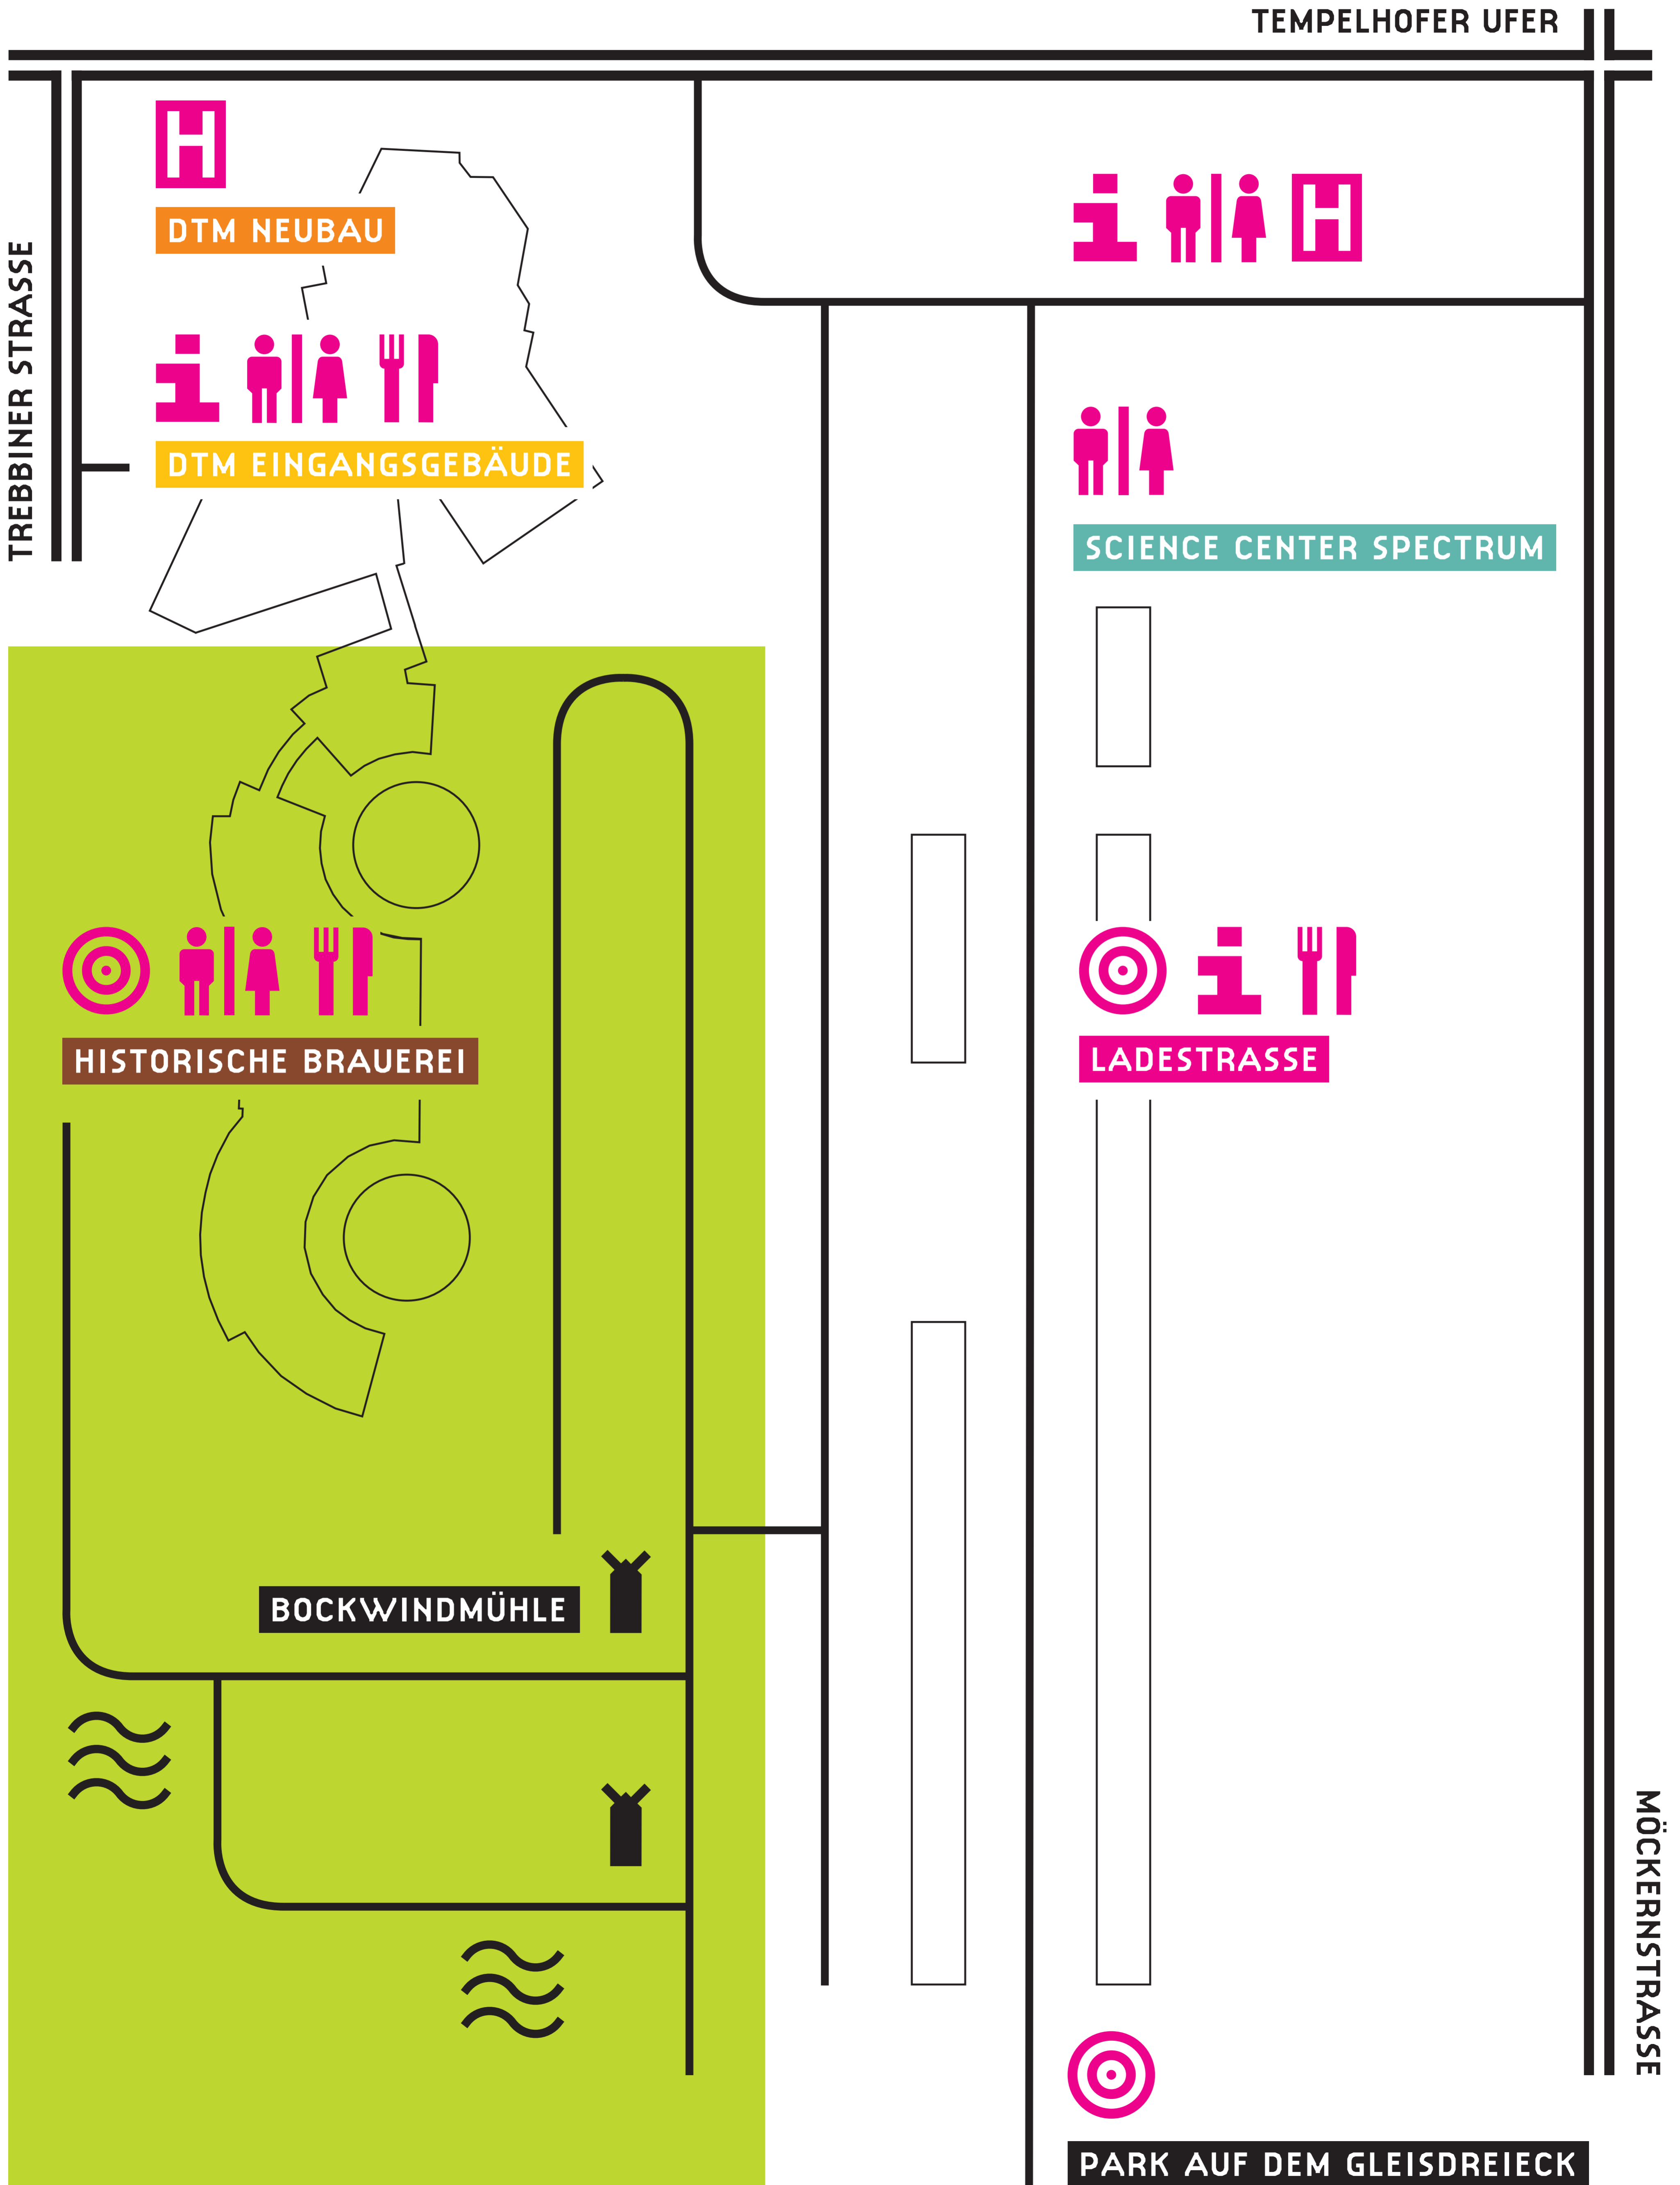 TEMPELHOFER UFER
H
DTM NEUBAU
TREBBINER STRASSE
i
H
i
DTM EINGANGSGEBÄUDE
SCIENCE CENTER SPECTRUM
HISTORISCHE BRAUEREI
i
LADESTRASSE
BOCKWINDMÜHLE
MÖCKERNSTRASSE
PARK AUF DEM GLEISDREIECK